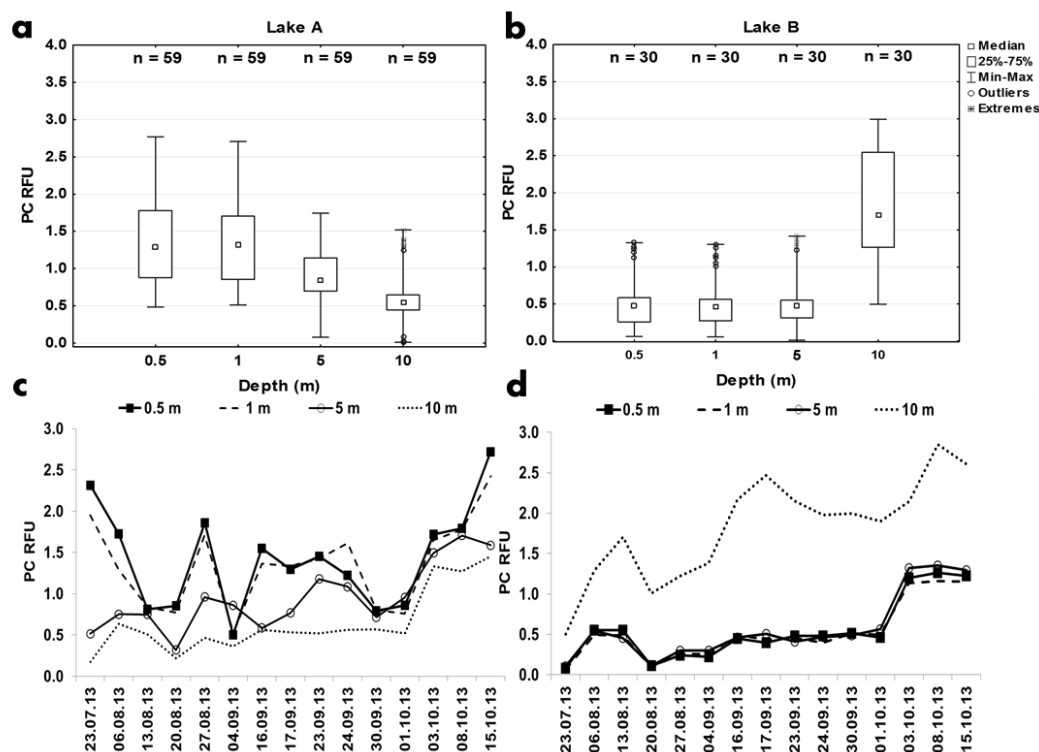 a
Lake A
n = 59 n = 59 n = 59 n = 59
4.0
3.5
3.0
2.5
2.0
1.5
1.0
0.5
0.0
PC RFU
0.5 1 5 10
Depth (m)
b
Lake B
n = 30 n = 30 n = 30 n = 30
4.0
3.5
3.0
2.5
2.0
1.5
1.0
0.5
0.0
PC RFU
0.5 1 5 10
Depth (m)
Median
25%-75%
Min-Max
Outliers
Extremes
c
0.5 m 1 m 5 m 10 m
3.0
2.5
2.0
1.5
1.0
0.5
0.0
PC RFU
23.07.13
06.08.13
13.08.13
20.08.13
27.08.13
04.09.13
16.09.13
17.09.13
23.09.13
24.09.13
30.09.13
01.10.13
03.10.13
08.10.13
15.10.13
d
0.5 m 1 m 5 m 10 m
3.0
2.5
2.0
1.5
1.0
0.5
0.0
PC RFU
23.07.13
06.08.13
13.08.13
20.08.13
27.08.13
04.09.13
16.09.13
17.09.13
23.09.13
24.09.13
30.09.13
01.10.13
03.10.13
08.10.13
15.10.13